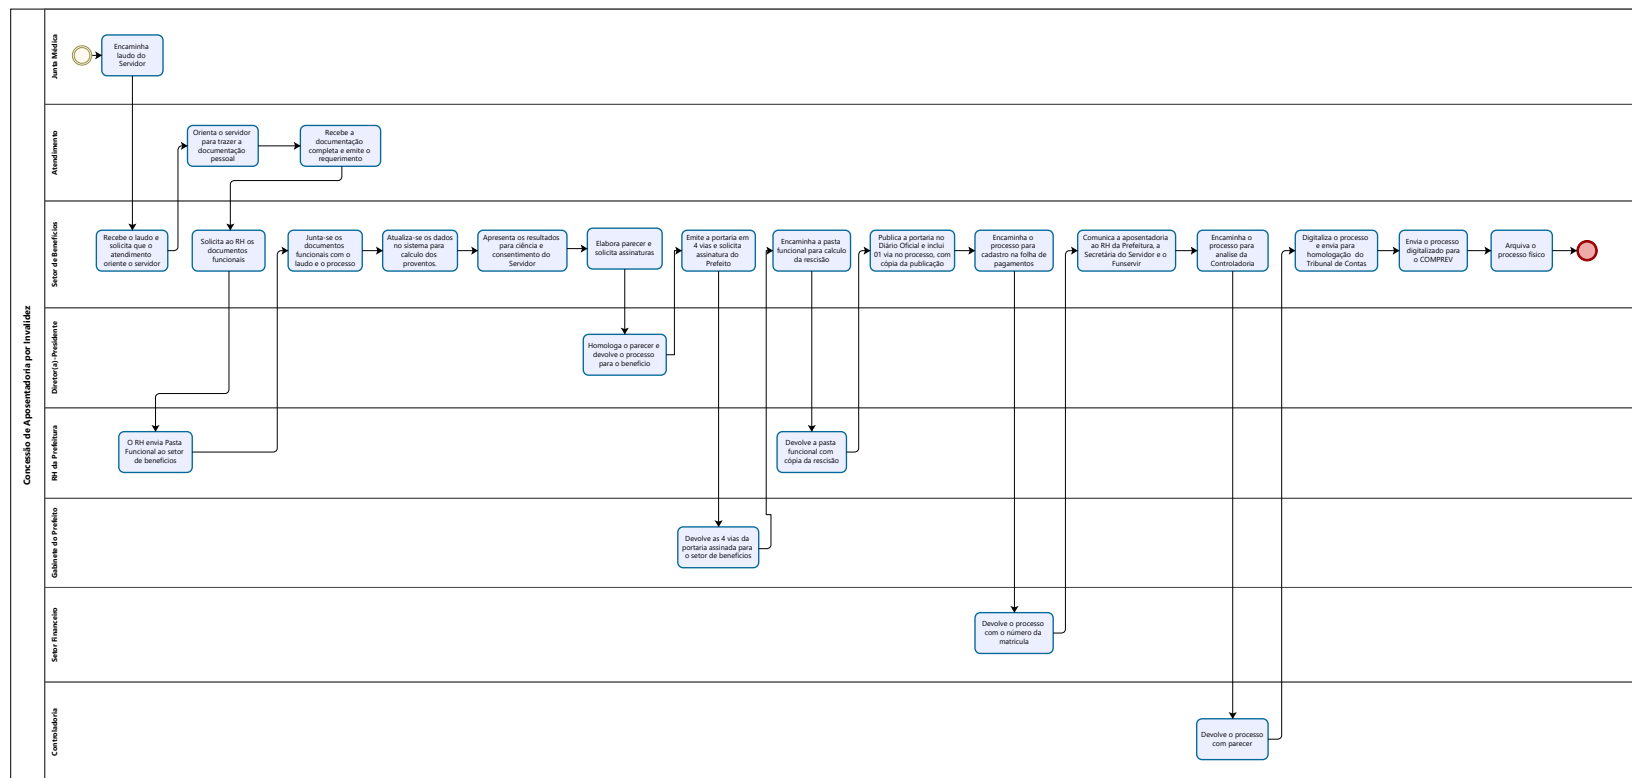 Concessão de Aposentadoria por Invalidez
Junta Médica
Encaminha
laudo do
Servidor
Atendimento
Orienta o servidor
para trazer a
documentação
pessoal
Recebe a
documentação
completa e emite o
requerimento
Setor de Benefícios
Recebe o laudo e
solicita que o
atendimento
oriente o servidor
Solicita ao RH os
documentos
funcionais
Junta-se os
documentos
funcionais com o
laudo e o processo
Atualiza-se os dados
no sistema para
calculo dos
proventos.
Apresenta os resultados
para ciência e
consentimento do
Servidor
Elabora parecer e
solicita assinaturas
Emite a portaria em
4 vias e solicita
assinatura do
Prefeito
Encaminha a pasta
funcional para calculo
da rescisão
Publica a portaria no
Diário Oficial e inclui
01 via no processo, com
cópia da publicação
Encaminha o
processo para
cadastro na folha de
pagamentos
Comunica a aposentadoria
ao RH da Prefeitura, a
Secretária do Servidor e o
Funservir
Encaminha o
processo para
analise da
Controladoria
Digitaliza o processo
e envia para
homologação do
Tribunal de Contas
Envia o processo
digitalizado para
o COMPREV
Arquiva o
processo físico
Diretor(a)-Presidente
Homologa o parecer e
devolve o processo
para o beneficio
RH da Prefeitura
O RH envia Pasta
Funcional ao setor
de benefícios
Devolve a pasta
funcional com
cópia da rescisão
Gabinete do Prefeito
Devolve as 4 vias da
portaria assinada para
o setor de benefícios
Setor Financeiro
Devolve o processo
com o número da
matricula
Controladoria
Devolve o processo
com parecer